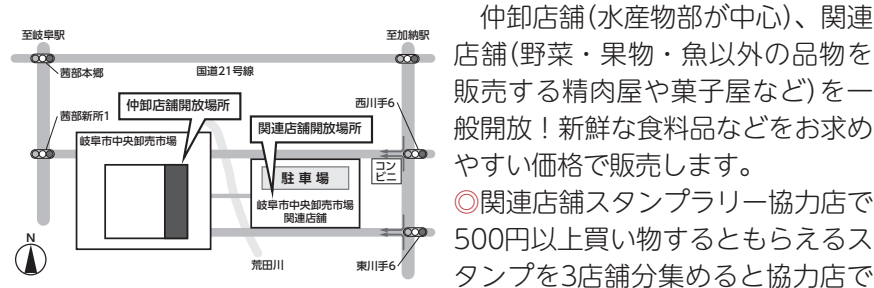 至岐阜駅
至加納駅
茜部本郷
国道21号線
仲卸店舗開放場所
西川手6
茜部新所1
関連店舗開放場所
岐阜市中央卸売市場
コン
ビニ
駐車場
岐阜市中央卸売市場
関連店舗
N
荒田川
東川手6
仲卸店舗(水産物部が中心)、関連
店舗(野菜・果物・魚以外の品物を
販売する精肉屋や菓子屋など)を一
般開放!新鮮な食料品などをお求め
やすい価格で販売します。
◎関連店舗スタンプラリー協力店で
500円以上買い物するともらえるス
タンプを3店舗分集めると協力店で